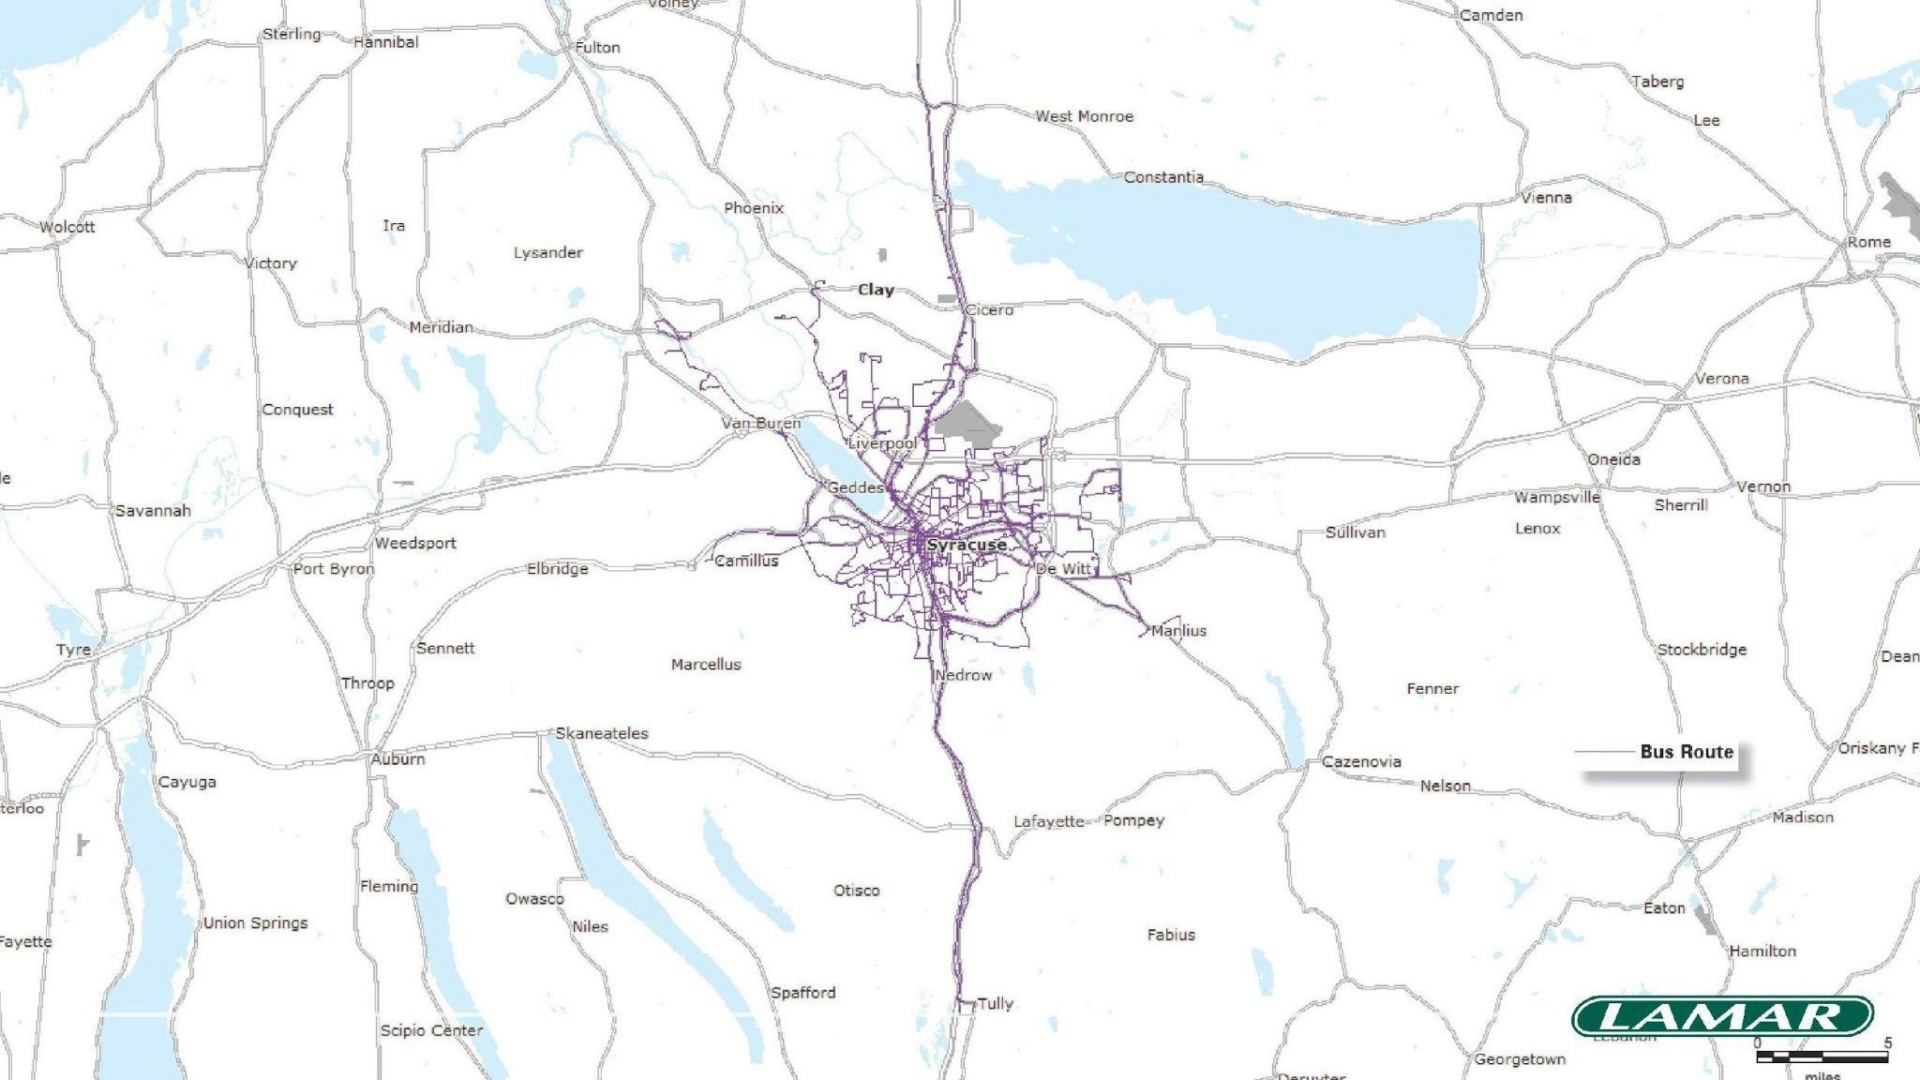 Volney
Camden
Sterling
Hannibal
Fulton
Taberg
West Monroe
Lee
Constantia
Vienna
Phoenix
Wolcott
Ira
Rome
Lysander
Victory
Clay
Cicero
Meridian
Verona
Conquest
Van Buren
Liverpool
Oneida
le
Geddes
Vernon
Wampsville
Sherrill
Savannah
Lenox
Sullivan
Weedsport
Syracuse
Camillus
Port Byron
Elbridge
De Witt
Manlius
Tyre
Sennett
Stockbridge
Dean
Marcellus
Nedrow
Throop
Fenner
Skaneateles
Oriskany F
Bus Route
Auburn
Cazenovia
Cayuga
Nelson
terloo
Lafayette
Pompey
Madison
Fleming
Otisco
Owasco
Eaton
Union Springs
Niles
Fabius
Fayette
Hamilton
Spafford
Tully
LAMAR
Scipio Center
Lebanon
0 5
Georgetown
miles
Deruyter